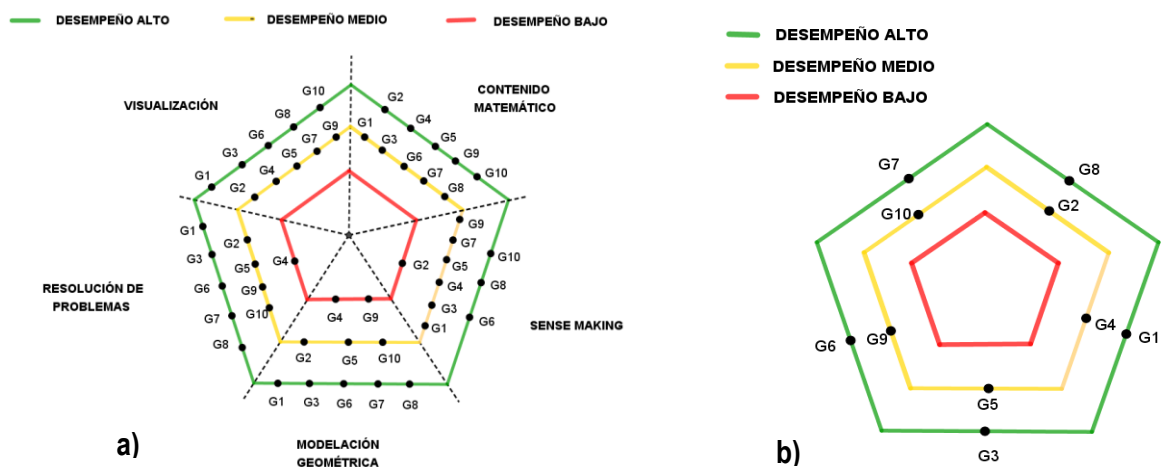 DESEMPEÑO ALTO
DESEMPEÑO MEDIO
DESEMPEÑO BAJO
VISUALIZACIÓN
CONTENIDO
MATEMÁTICO
G10
G8
G6
G3
G1
G2
G4
G5
G9
G10
G9
G7
G5
G4
G2
G1
G3
G6
G7
G8
G1
G3
G6
G7
G8
G2
G5
G9
G10
G4
RESOLUCIÓN DE
PROBLEMAS
G9
G7
G5
G4
G3
G1
G10
G8
G6
G2
SENSE MAKING
G4
G9
G2
G5
G10
G1
G3
G6
G7
G8
MODELACIÓN
GEOMÉTRICA
a)
DESEMPEÑO ALTO
DESEMPEÑO MEDIO
DESEMPEÑO BAJO
G7
G8
G10
G2
G6
G9
G4
G1
G5
G3
b)